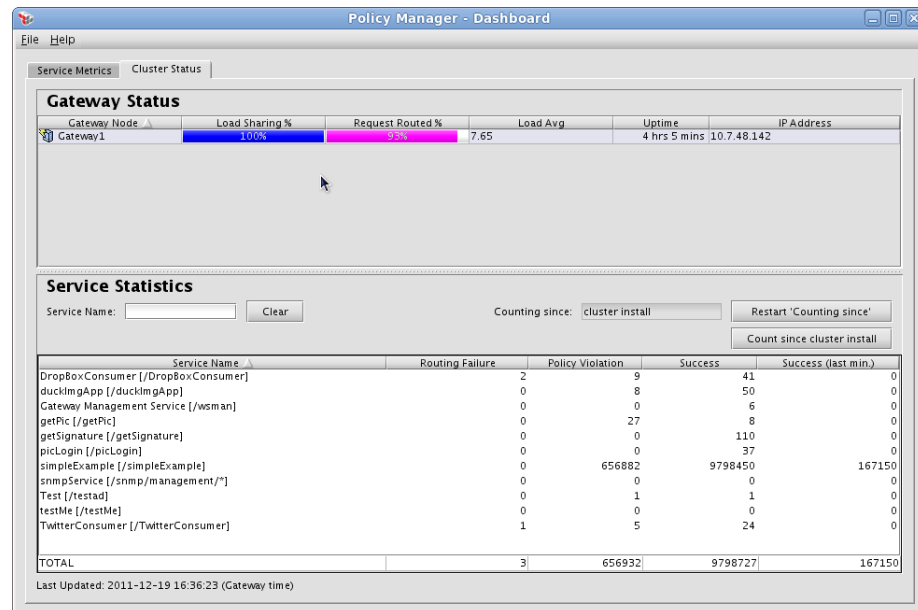 Policy Manager - Dashboard
File Help
Service Metrics Cluster Status
Gateway Status
Gateway Node Load Sharing % Request Routed % Load Avg Uptime IP Address
Gateway1 100% 93% 7.65 4 hrs 5 mins 10.7.48.142
Service Statistics
Service Name: Clear Counting since: cluster install Restart 'Counting since'
Count since cluster install
Service Name Routing Failure Policy Violation Success Success (last min.)
DropBoxConsumer [/DropBoxConsumer] 2 9 41 0
duckImgApp [/duckImgApp] 0 8 50 0
Gateway Management Service [/wsman] 0 0 6 0
getPic [/getPic] 0 27 8 0
getSignature [/getSignature] 0 0 110 0
picLogin [/picLogin] 0 0 37 0
simpleExample [/simpleExample] 0 656882 9798450 167150
snmpService [/snmp/management/*] 0 0 0 0
Test [/testad] 0 1 1 0
testMe [/testMe] 0 0 0 0
TwitterConsumer [/TwitterConsumer] 1 5 24 0
TOTAL 3 656932 9798727 167150
Last Updated: 2011-12-19 16:36:23 (Gateway time)